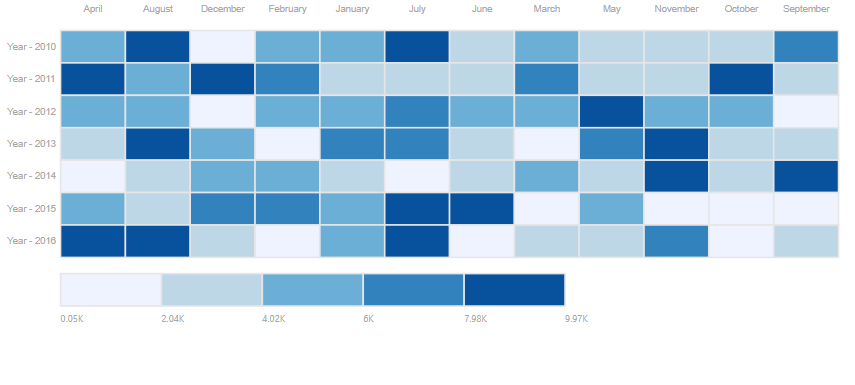 April August December February January July June March May November October September
Year - 2010
Year - 2011
Year - 2012
Year - 2013
Year - 2014
Year - 2015
Year - 2016
0.05K 2.04K 4.02K 6K 7.98K 9.97K